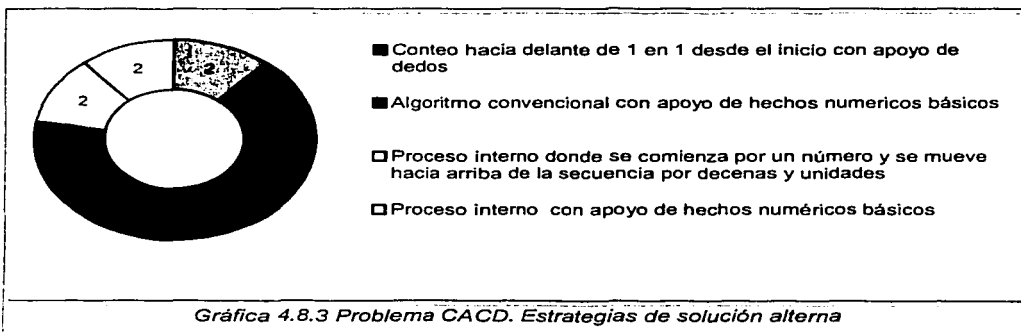 2
2
2
Conteo hacia delante de 1 en 1 desde el inicio con apoyo de
dedos
Algoritmo convencional con apoyo de hechos numericos básicos
Proceso interno donde se comienza por un número y se mueve
hacia arriba de la secuencia por decenas y unidades
Proceso interno con apoyo de hechos numéricos básicos
Gráfica 4.8.3 Problema CACD. Estrategias de solución alterna